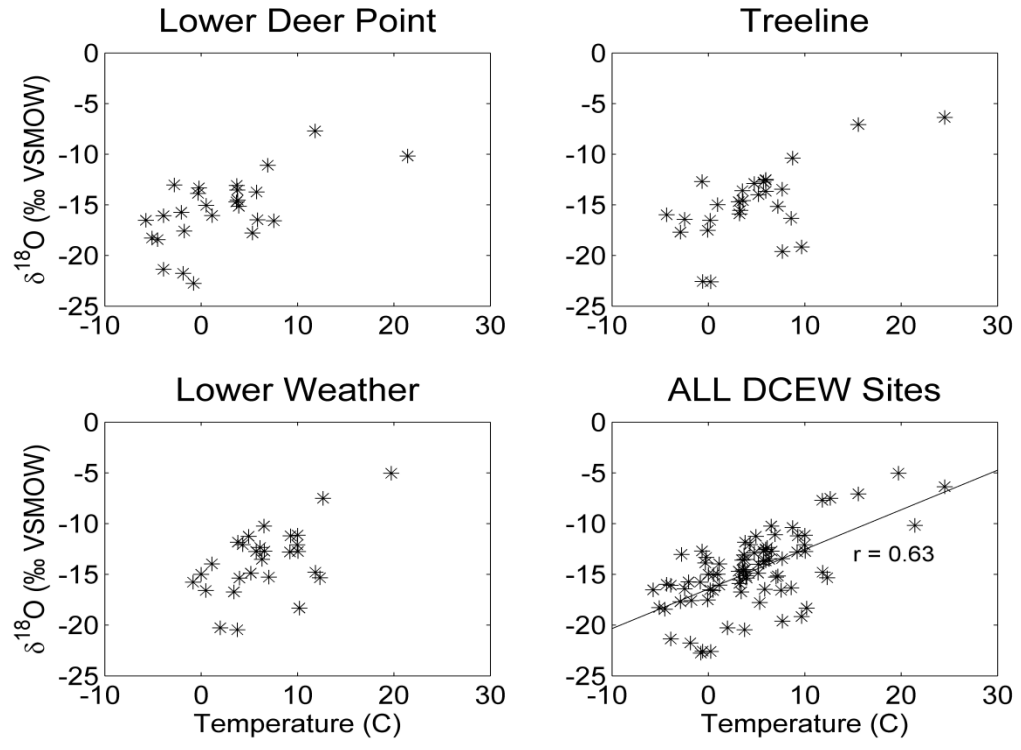 Lower Deer Point
Treeline
δ18O (‰ VSMOW)
0
-5
-10
-15
-20
-25
-10 0 10 20 30
0
-5
-10
-15
-20
-25
-10 0 10 20 30
Lower Weather
ALL DCEW Sites
δ18O (‰ VSMOW)
0
-5
-10
-15
-20
-25
-10 0 10 20 30
Temperature (C)
0
-5
-10
-15
-20
-25
r = 0.63
-10 0 10 20 30
Temperature (C)